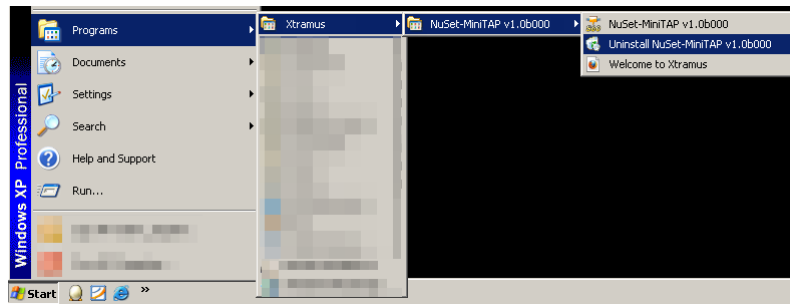 Programs
Documents
Settings
Search
Help and Support
Run...
Windows XP Professional
Start
»
Xtramus
NuSet-MiniTAP v1.0b000
NuSet-MiniTAP v1.0b000
Uninstall NuSet-MiniTAP v1.0b000
Welcome to Xtramus